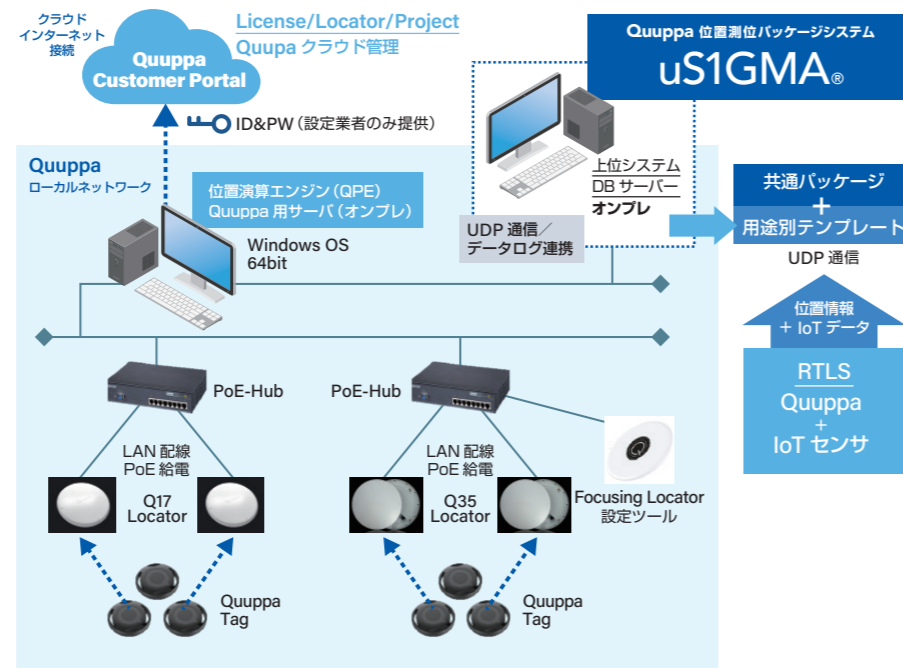 クラウド
インターネット
接続
Quuppa
Customer Portal
License/Locator/Project
Quupa クラウド管理
ID&PW（設定業者のみ提供）
Quuppa 位置測位パッケージシステム
uS1GMA®
上位システム
DB サーバー
オンプレ
UDP 通信／
データログ連携
共通パッケージ
+
用途別テンプレート
UDP 通信
位置情報
+ IoT データ
RTLS
Quuppa
+
IoT センサ
Quuppa
ローカルネットワーク
位置演算エンジン（QPE）
Quuppa 用サーバ（オンプレ）
Windows OS
64bit
PoE-Hub
PoE-Hub
LAN 配線
PoE 給電
Q17
Locator
LAN 配線
PoE 給電
Q35
Locator
Focusing Locator
設定ツール
Quuppa
Tag
Quuppa
Tag